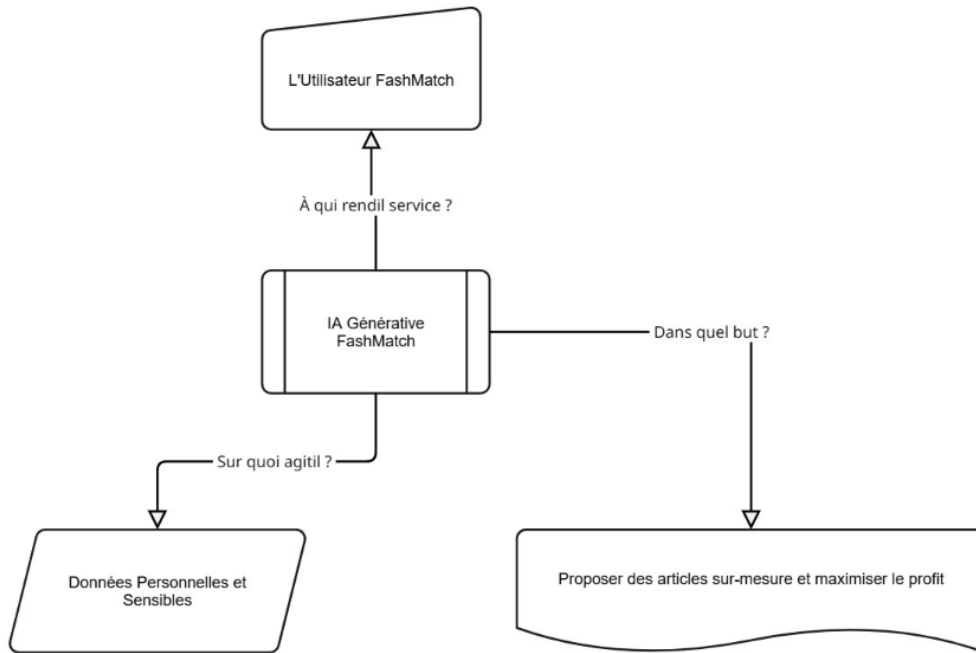 L'Utilisateur FashMatch
À qui rendil service ?
IA Générative
FashMatch
Dans quel but ?
Sur quoi agitil ?
Données Personnelles et
Sensibles
Proposer des articles sur-mesure et maximiser le profit